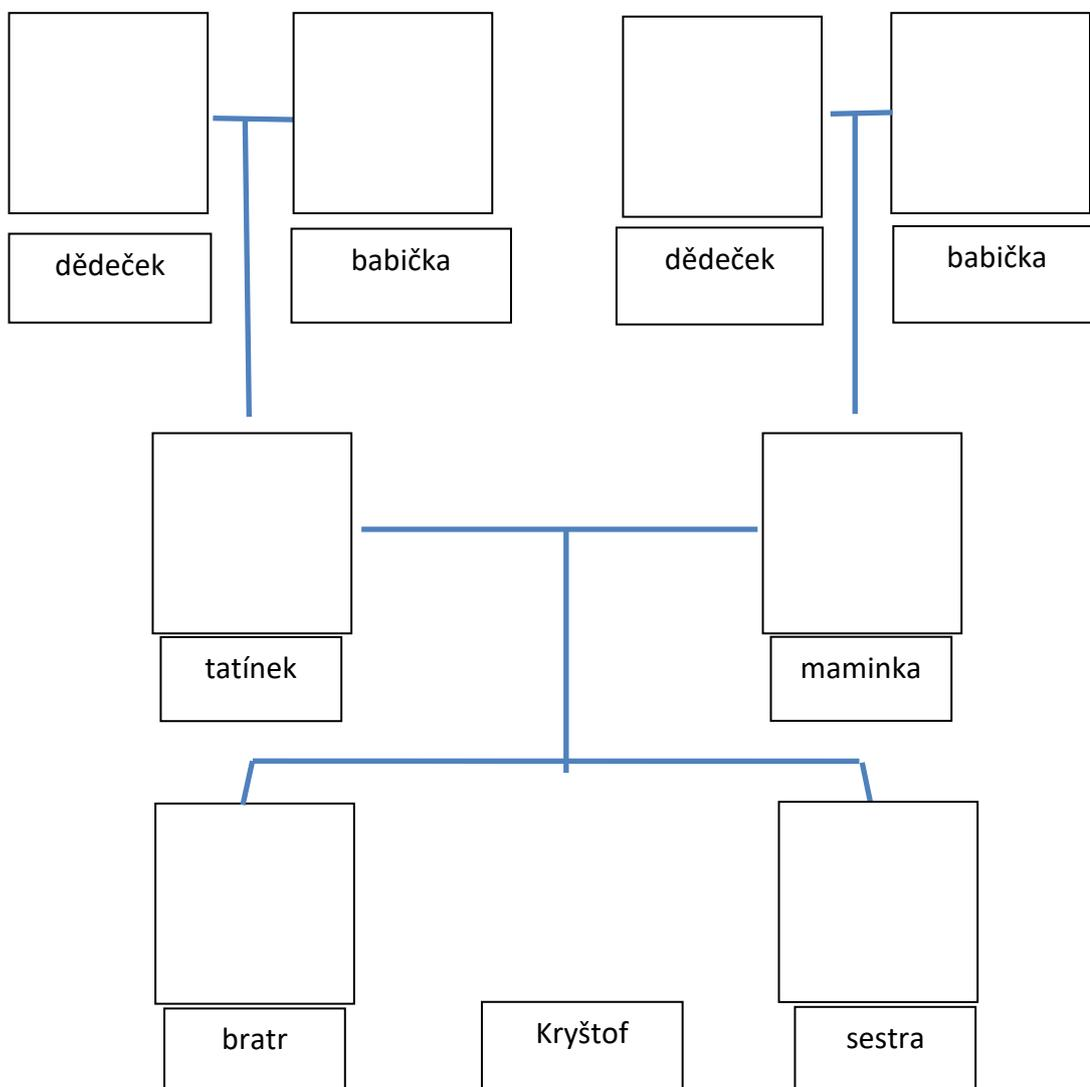 dědeček
babička
dědeček
babička
tatínek
maminka
bratr
Kryštof
sestra